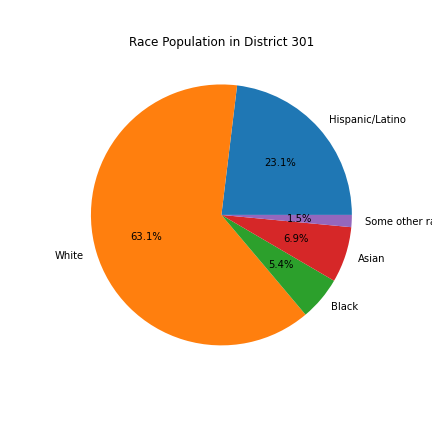 Race Population in District 301
Hispanic/Latino
23.1%
1.5%
Some other ra
63.1%
6.9%
White
Asian
5.4%
Black